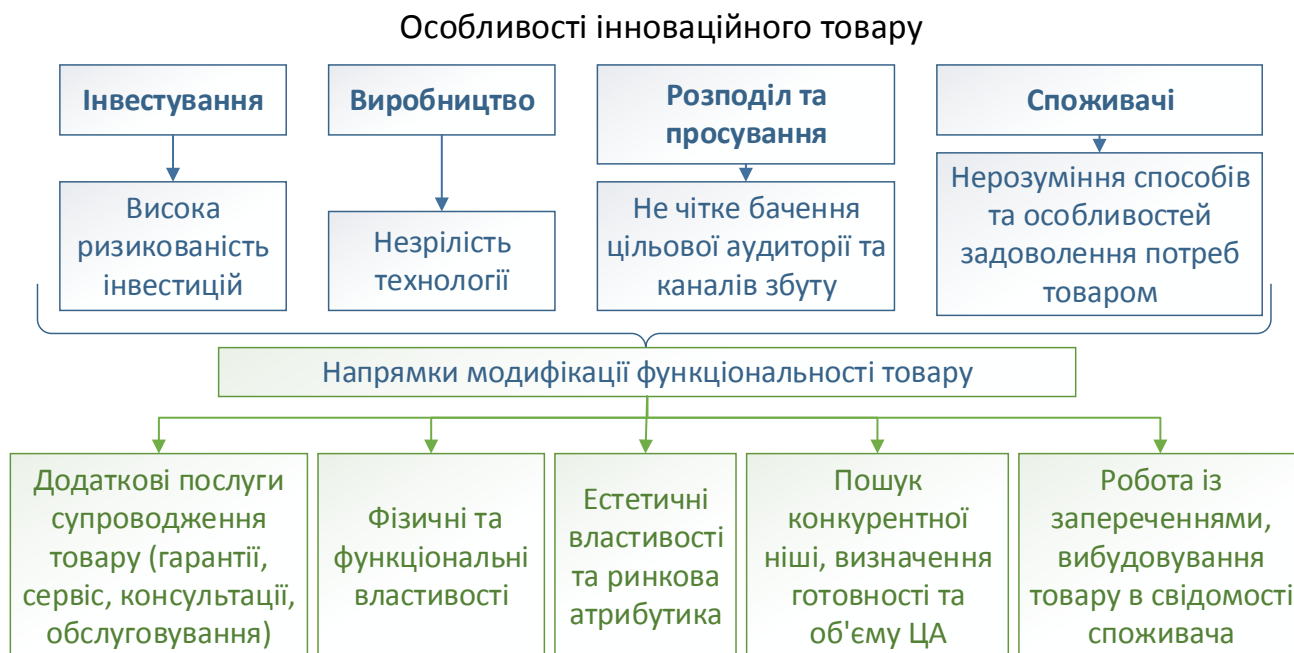 Особливості інноваційного товару
Інвестування
Виробництво
Розподіл та
просування
Споживачі
Висока
ризикованість
інвестицій
Незрілість
технології
Не чітке бачення
цільової аудиторії та
каналів збуту
Нерозуміння способів
та особливостей
задоволення потреб
товаром
Напрямки модифікації функціональності товару
Додаткові послуги
супроводження
товару (гарантії,
сервіс, консультації,
обслуговування)
Фізичні та
функціональні
властивості
Естетичні
властивості
та ринкова
атрибутика
Пошук
конкурентної
ніші, визначення
готовності та
об'єму ЦА
Робота із
запереченнями,
вибудовування
товару в свідомості
споживача